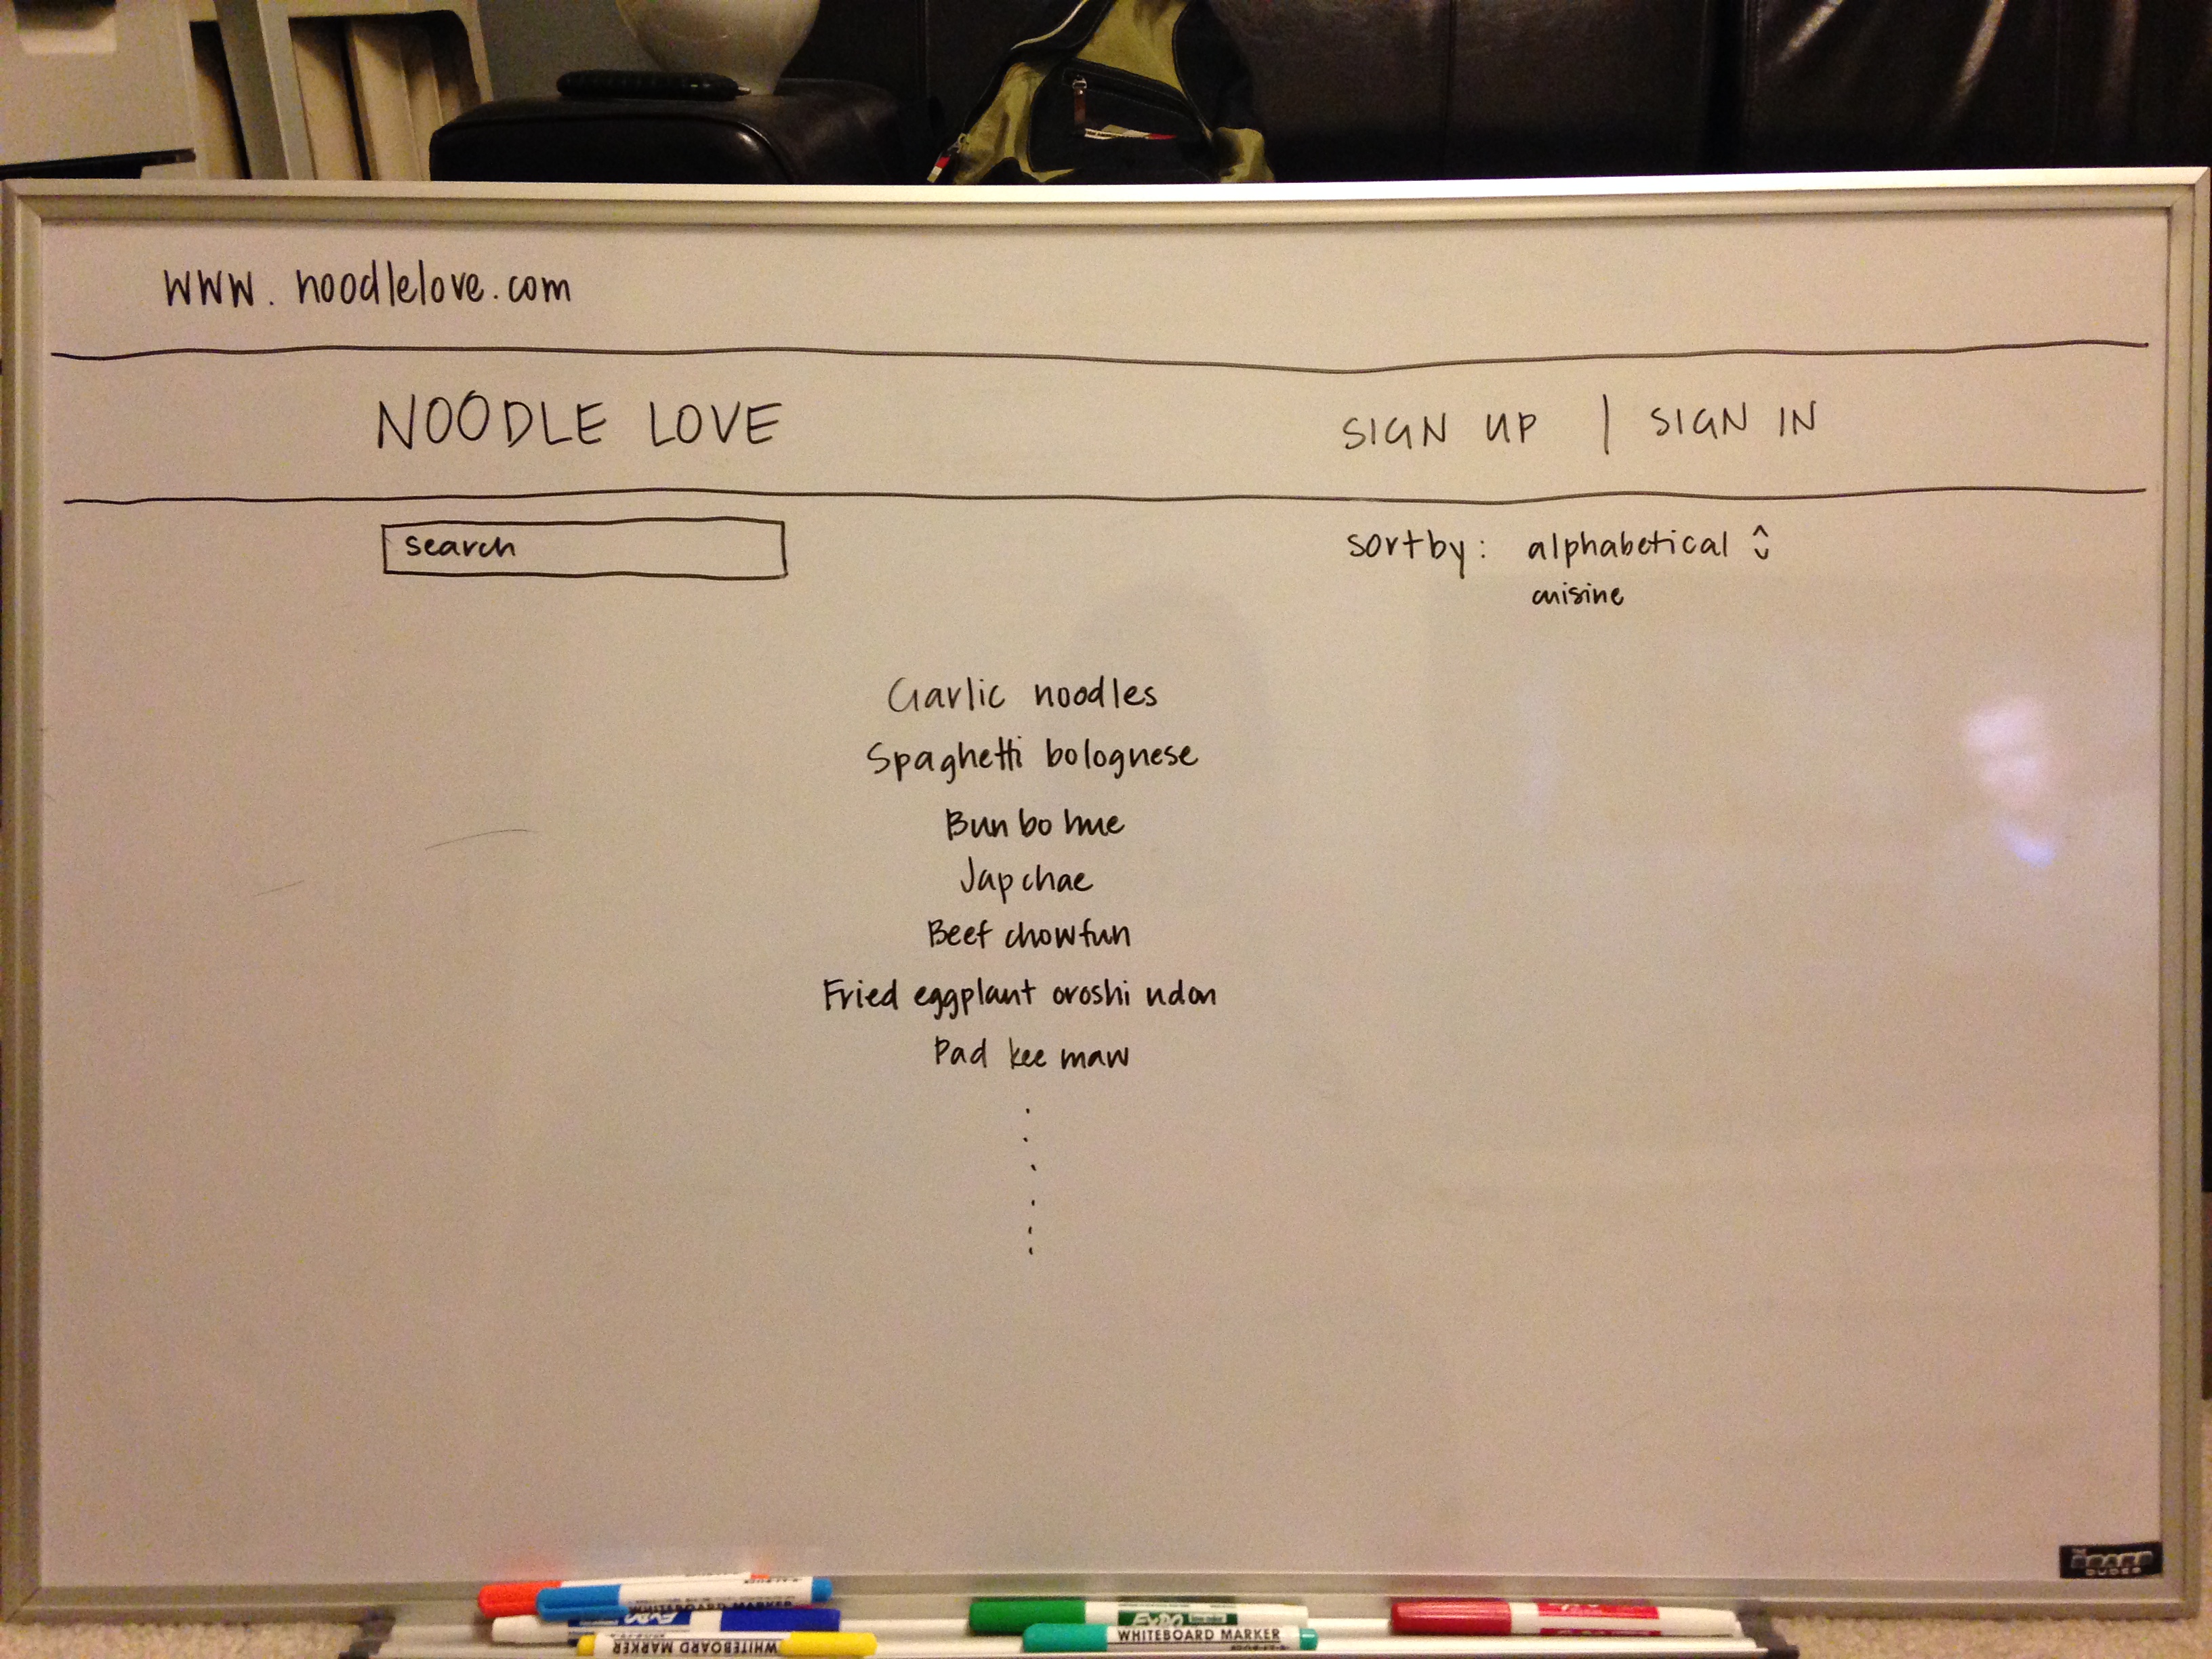 www. noodlelove.com
NOODLE LOVE
SIGN UP | SIGN IN
search
sortby: alphabetical
cuisine
Garlic noodles
Spaghetti bolognese
Bun bo hue
Japchae
Beef chowfun
Fried eggplant oroshi udon
Pad kee maw
THE
BOARD
DUDES
WHITEBOARD MARKER
EXPO
WHITEBOARD MARKER
EXPO
WHITEBOARD MARKER